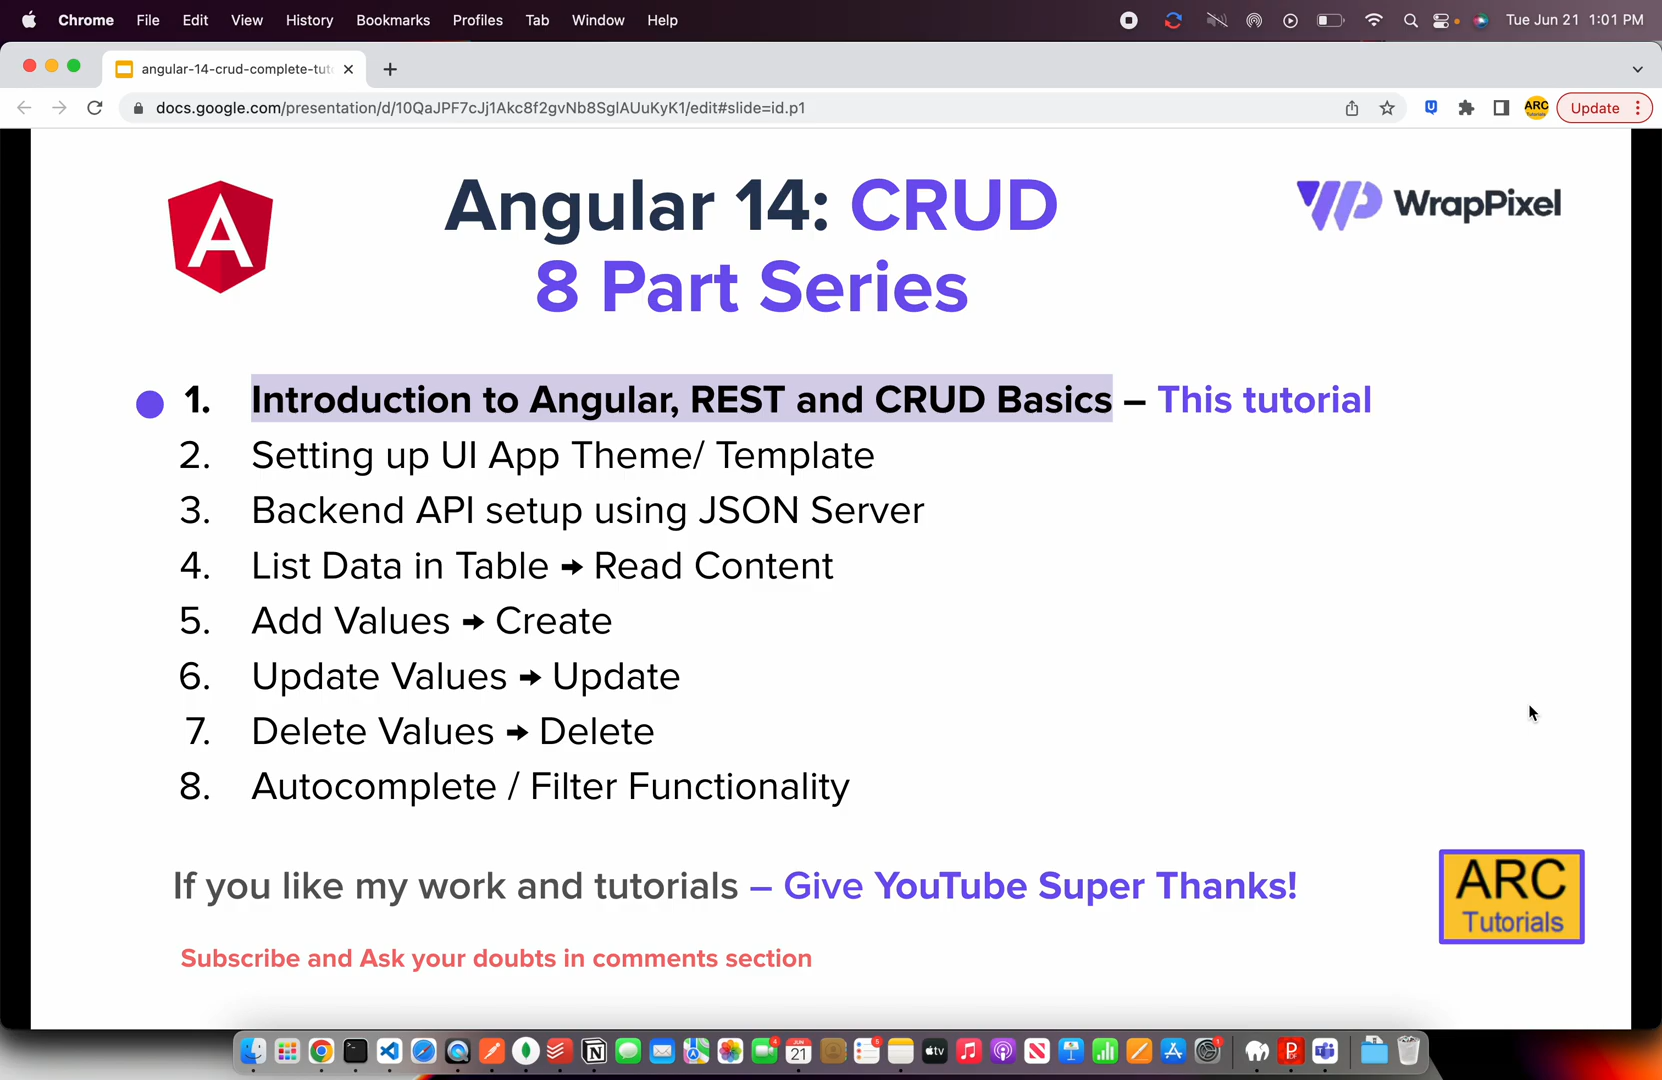 Chrome File Edit View History Bookmarks Profiles Tab Window Help Tue Jun 21 1:01 PM
angular-14-crud-complete-tut
docs.google.com/presentation/d/10QaJPF7cJj1Akc8f2gvNb8SglAUuKyK1/edit#slide=id.p1 ARC Tutorials Update
Angular 14: CRUD
8 Part Series
WrapPixel
1. Introduction to Angular, REST and CRUD Basics – This tutorial
2. Setting up UI App Theme/ Template
3. Backend API setup using JSON Server
4. List Data in Table → Read Content
5. Add Values → Create
6. Update Values → Update
7. Delete Values → Delete
8. Autocomplete / Filter Functionality
If you like my work and tutorials – Give YouTube Super Thanks!
ARC
Tutorials
Subscribe and Ask your doubts in comments section